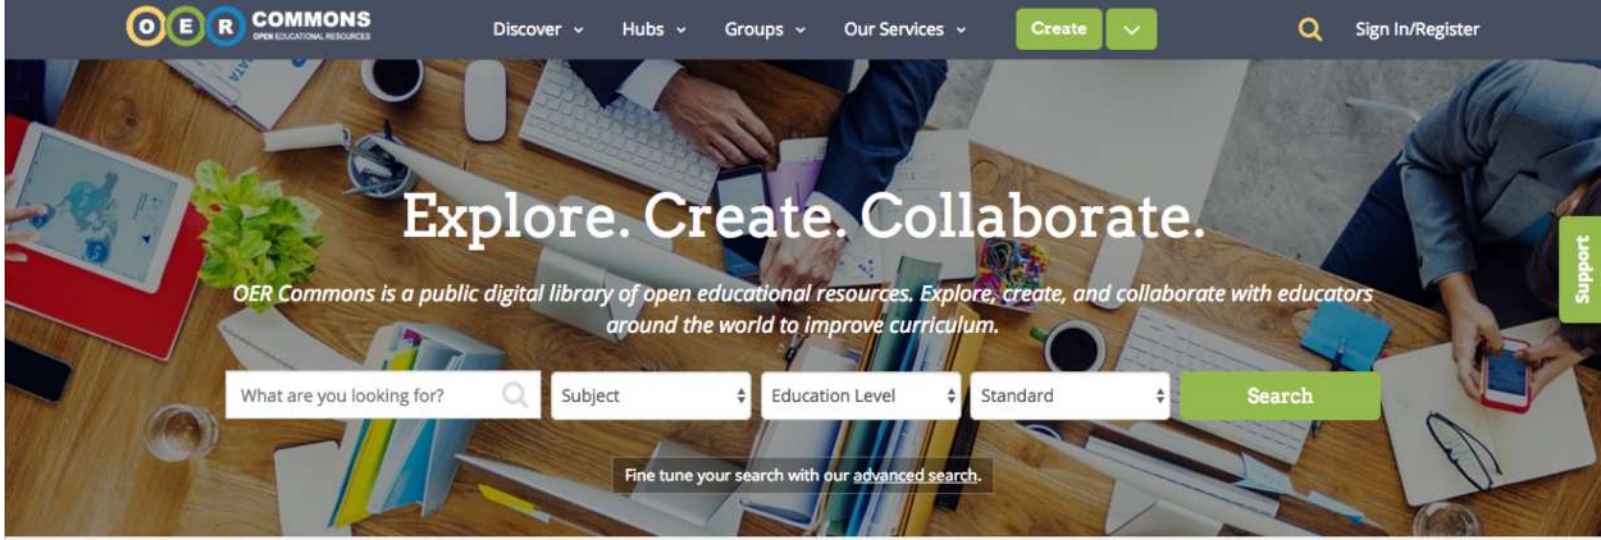 OER COMMONS
OPEN EDUCATIONAL RESOURCES
Discover
Hubs
Groups
Our Services
Create
Sign In/Register
DATA
Explore. Create. Collaborate.
OER Commons is a public digital library of open educational resources. Explore, create, and collaborate with educators
around the world to improve curriculum.
Support
What are you looking for?
Subject
Education Level
Standard
Search
Fine tune your search with our advanced search.